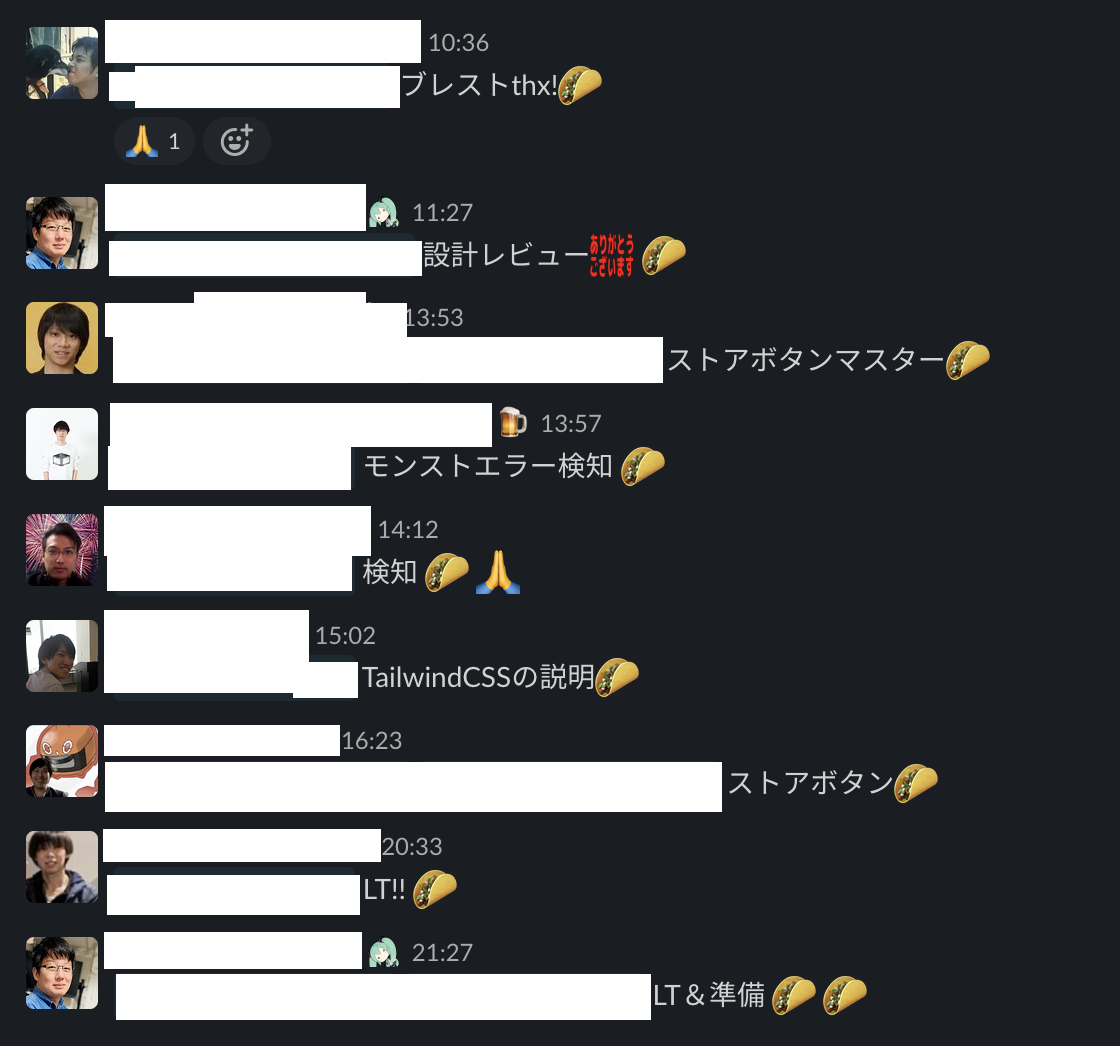 10:36
ブレストthx!🌮
🙏 1
11:27
設計レビューありがとうございます 🌮
13:53
ストアボタンマスター🌮
🍺 13:57
モンストエラー検知 🌮
14:12
検知 🌮 🙏
15:02
TailwindCSSの説明🌮
16:23
ストアボタン🌮
20:33
LT!! 🌮
21:27
LT＆準備 🌮 🌮